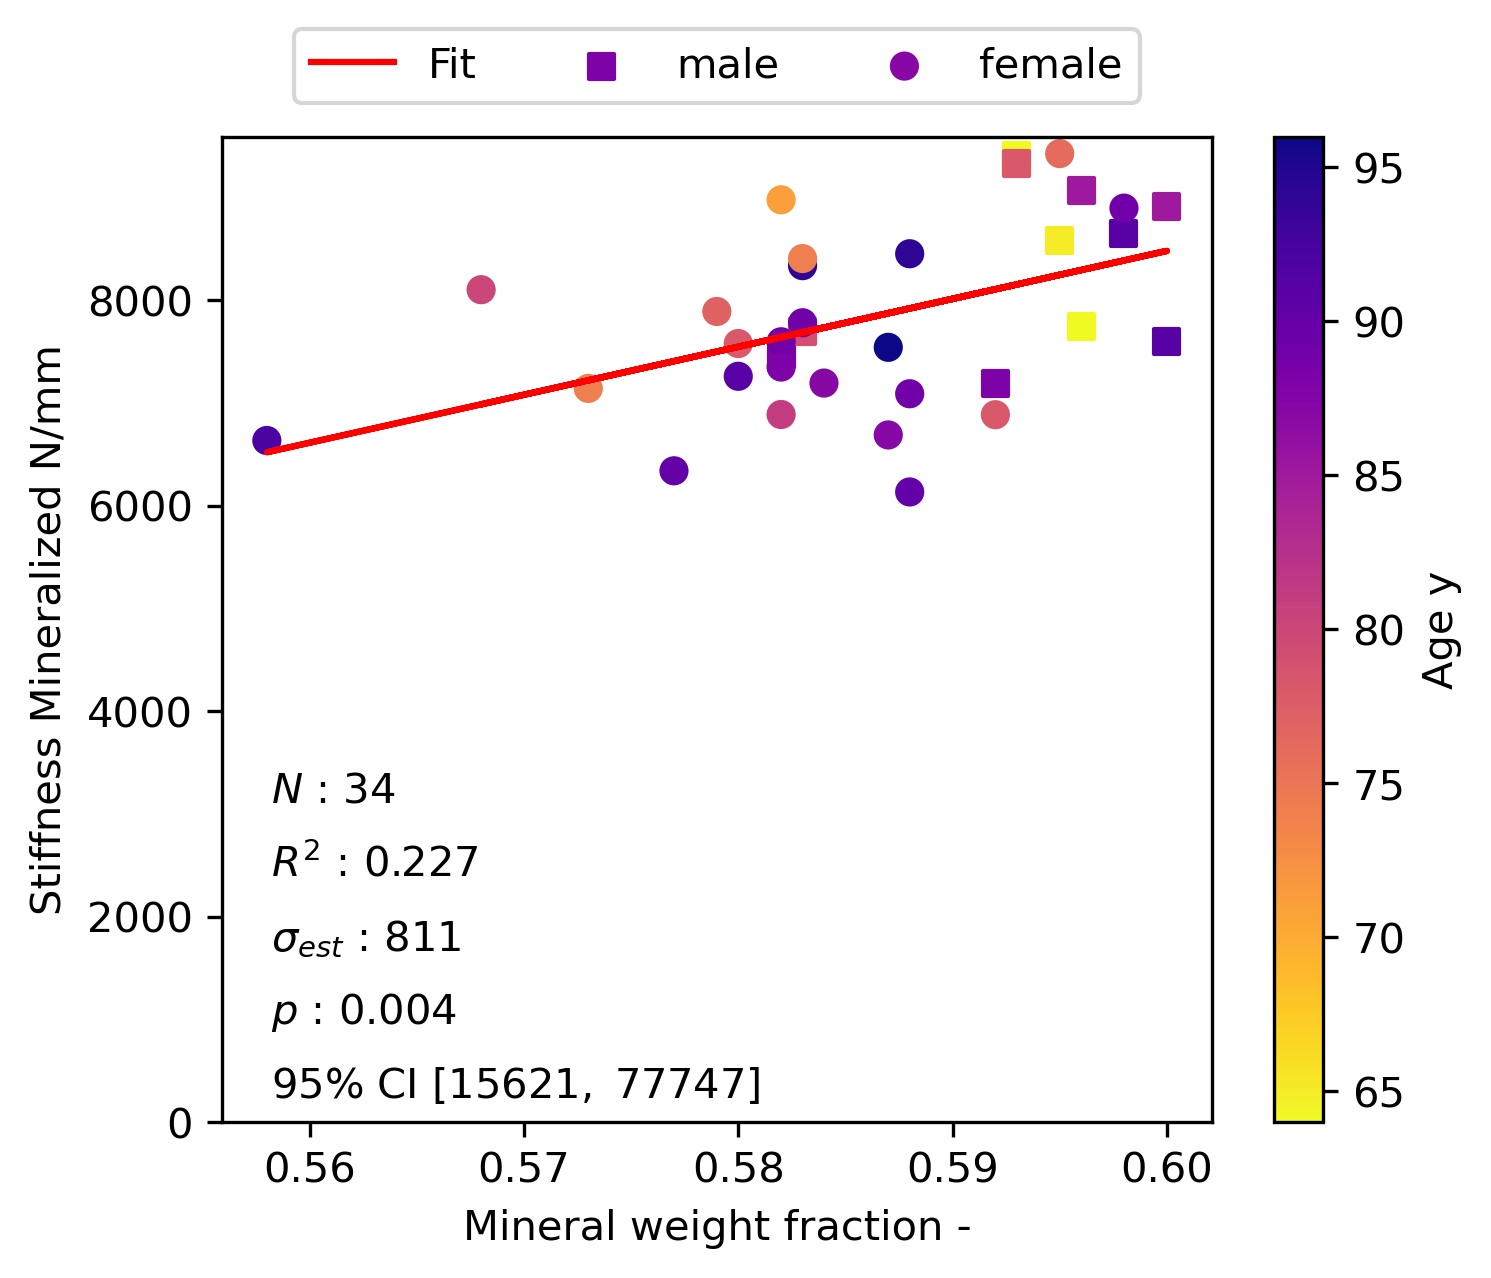 Fit male female
Stiffness Mineralized N/mm
8000
6000
4000
2000
0
N : 34
R² : 0.227
σest : 811
p : 0.004
95% CI [15621, 77747]
0.56 0.57 0.58 0.59 0.60
Mineral weight fraction -
95
90
85
80
75
70
65
Age y